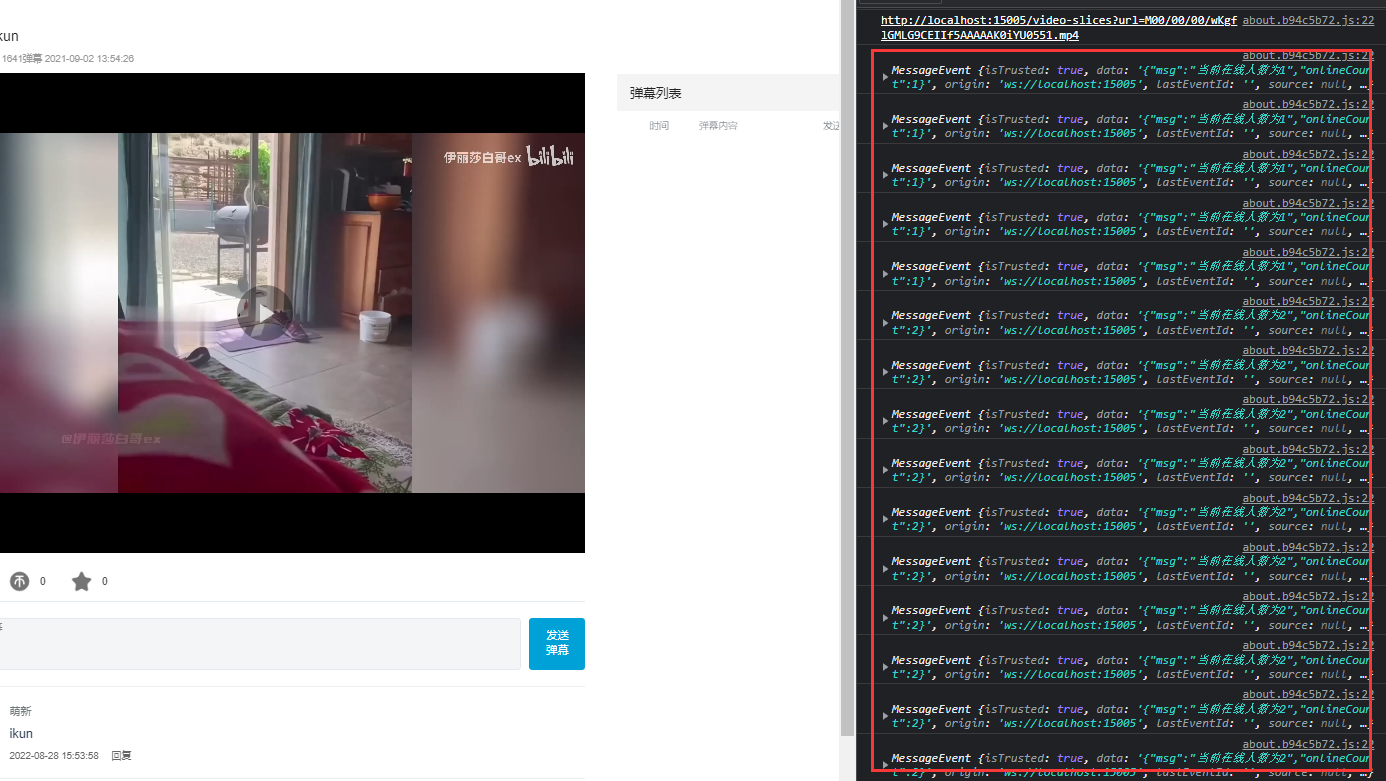 kun
1641弹幕 2021-09-02 13:54:26
伊丽莎白哥ex bilibili
@伊丽莎白哥ex
0 0
发送
弹幕
萌新
ikun
2022-08-28 15:53:58 回复
弹幕列表
时间 弹幕内容 发送
http://localhost:15005/video-slices?url=M00/00/00/wKgf about.b94c5b72.js:22
lGMLG9CEIIf5AAAAAK0iYU0551.mp4
about.b94c5b72.js:22
MessageEvent {isTrusted: true, data: '{"msg":"当前在线人数为1","onlineCoun
t":1}', origin: 'ws://localhost:15005', lastEventId: '', source: null, …}
about.b94c5b72.js:22
MessageEvent {isTrusted: true, data: '{"msg":"当前在线人数为1","onlineCoun
t":1}', origin: 'ws://localhost:15005', lastEventId: '', source: null, …}
about.b94c5b72.js:22
MessageEvent {isTrusted: true, data: '{"msg":"当前在线人数为1","onlineCoun
t":1}', origin: 'ws://localhost:15005', lastEventId: '', source: null, …}
about.b94c5b72.js:22
MessageEvent {isTrusted: true, data: '{"msg":"当前在线人数为1","onlineCoun
t":1}', origin: 'ws://localhost:15005', lastEventId: '', source: null, …}
about.b94c5b72.js:22
MessageEvent {isTrusted: true, data: '{"msg":"当前在线人数为1","onlineCoun
t":1}', origin: 'ws://localhost:15005', lastEventId: '', source: null, …}
about.b94c5b72.js:22
MessageEvent {isTrusted: true, data: '{"msg":"当前在线人数为2","onlineCoun
t":2}', origin: 'ws://localhost:15005', lastEventId: '', source: null, …}
about.b94c5b72.js:22
MessageEvent {isTrusted: true, data: '{"msg":"当前在线人数为2","onlineCoun
t":2}', origin: 'ws://localhost:15005', lastEventId: '', source: null, …}
about.b94c5b72.js:22
MessageEvent {isTrusted: true, data: '{"msg":"当前在线人数为2","onlineCoun
t":2}', origin: 'ws://localhost:15005', lastEventId: '', source: null, …}
about.b94c5b72.js:22
MessageEvent {isTrusted: true, data: '{"msg":"当前在线人数为2","onlineCoun
t":2}', origin: 'ws://localhost:15005', lastEventId: '', source: null, …}
about.b94c5b72.js:22
MessageEvent {isTrusted: true, data: '{"msg":"当前在线人数为2","onlineCoun
t":2}', origin: 'ws://localhost:15005', lastEventId: '', source: null, …}
about.b94c5b72.js:22
MessageEvent {isTrusted: true, data: '{"msg":"当前在线人数为2","onlineCoun
t":2}', origin: 'ws://localhost:15005', lastEventId: '', source: null, …}
about.b94c5b72.js:22
MessageEvent {isTrusted: true, data: '{"msg":"当前在线人数为2","onlineCoun
t":2}', origin: 'ws://localhost:15005', lastEventId: '', source: null, …}
about.b94c5b72.js:22
MessageEvent {isTrusted: true, data: '{"msg":"当前在线人数为2","onlineCoun
t":2}', origin: 'ws://localhost:15005', lastEventId: '', source: null, …}
about.b94c5b72.js:22
MessageEvent {isTrusted: true, data: '{"msg":"当前在线人数为2","onlineCoun
t":2}', origin: 'ws://localhost:15005', lastEventId: '', source: null, …}
about.b94c5b72.js:22
MessageEvent {isTrusted: true, data: '{"msg":"当前在线人数为2","onlineCoun
t":2}', origin: 'ws://localhost:15005', lastEventId: '', source: null, …}